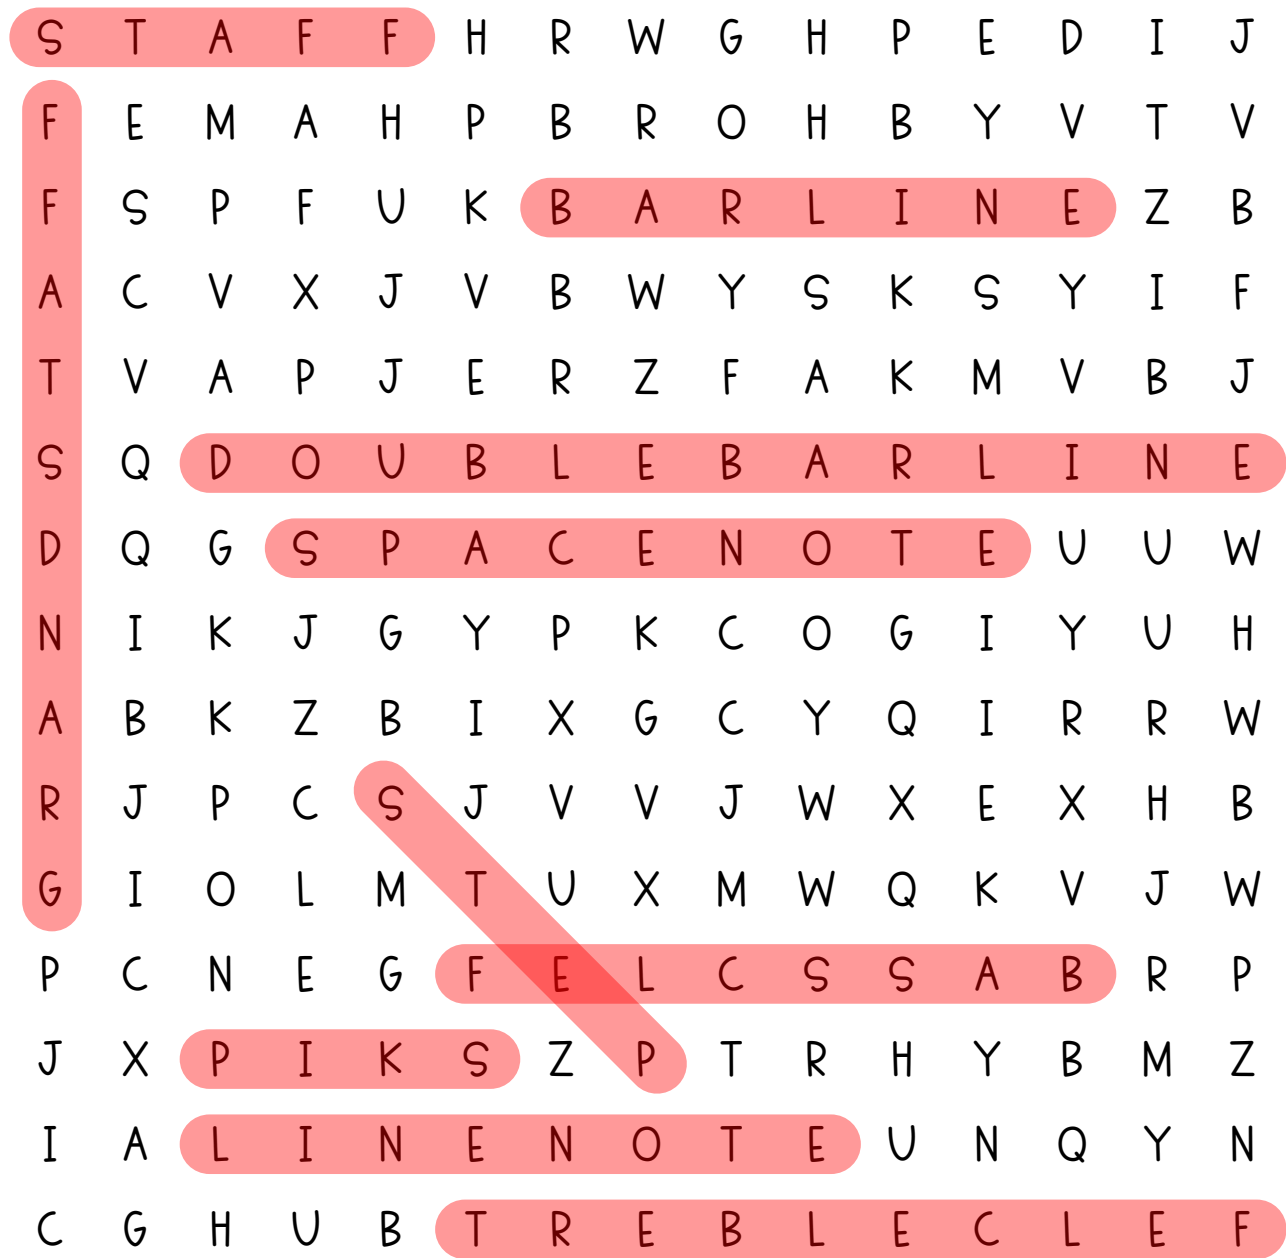 S T A F F H R W G H P E D I J
F E M A H P B R O H B Y V T V
F S P F U K B A R L I N E Z B
A C V X J V B W Y S K S Y I F
T V A P J E R Z F A K M V B J
S Q D O U B L E B A R L I N E
D Q G S P A C E N O T E U U W
N I K J G Y P K C O G I Y U H
A B K Z B I X G C Y Q I R R W
R J P C S J V V J W X E X H B
G I O L M T U X M W Q K V J W
P C N E G F E L C S S A B R P
J X P I K S Z P T R H Y B M Z
I A L I N E N O T E U N Q Y N
C G H U B T R E B L E C L E F